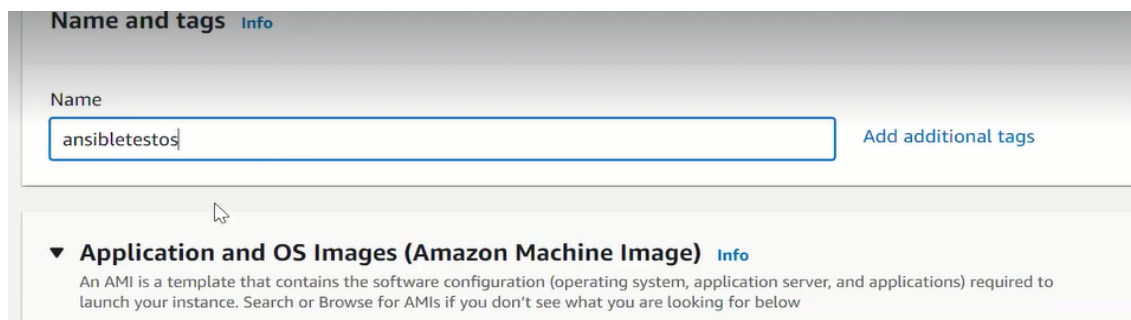 Name and tags Info
Name
ansibletestos
Add additional tags
Application and OS Images (Amazon Machine Image) Info
An AMI is a template that contains the software configuration (operating system, application server, and applications) required to
launch your instance. Search or Browse for AMIs if you don't see what you are looking for below